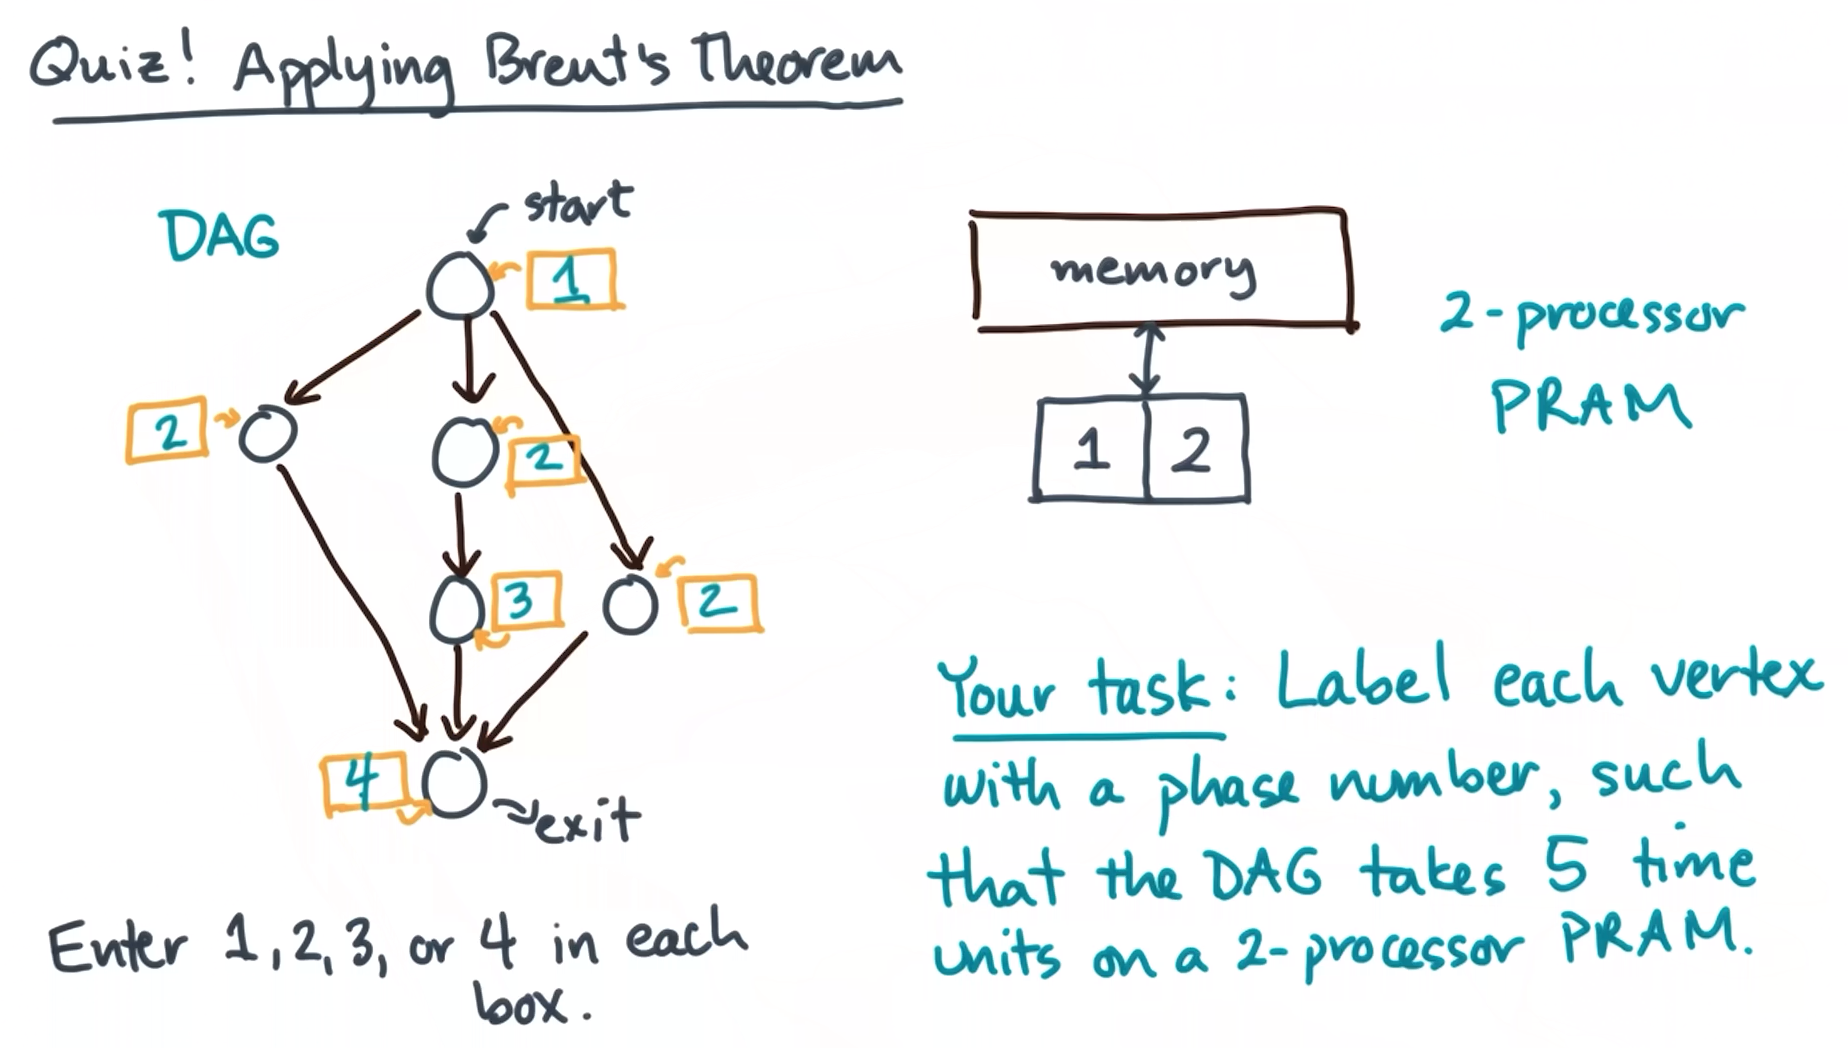 Quiz! Applying Brent's Theorem
DAG
start
1
2
2
3
2
4
exit
Enter 1, 2, 3, or 4 in each
box.
memory
1 2
2-processor
PRAM
Your task: Label each vertex
with a phase number, such
that the DAG takes 5 time
units on a 2-processor PRAM.